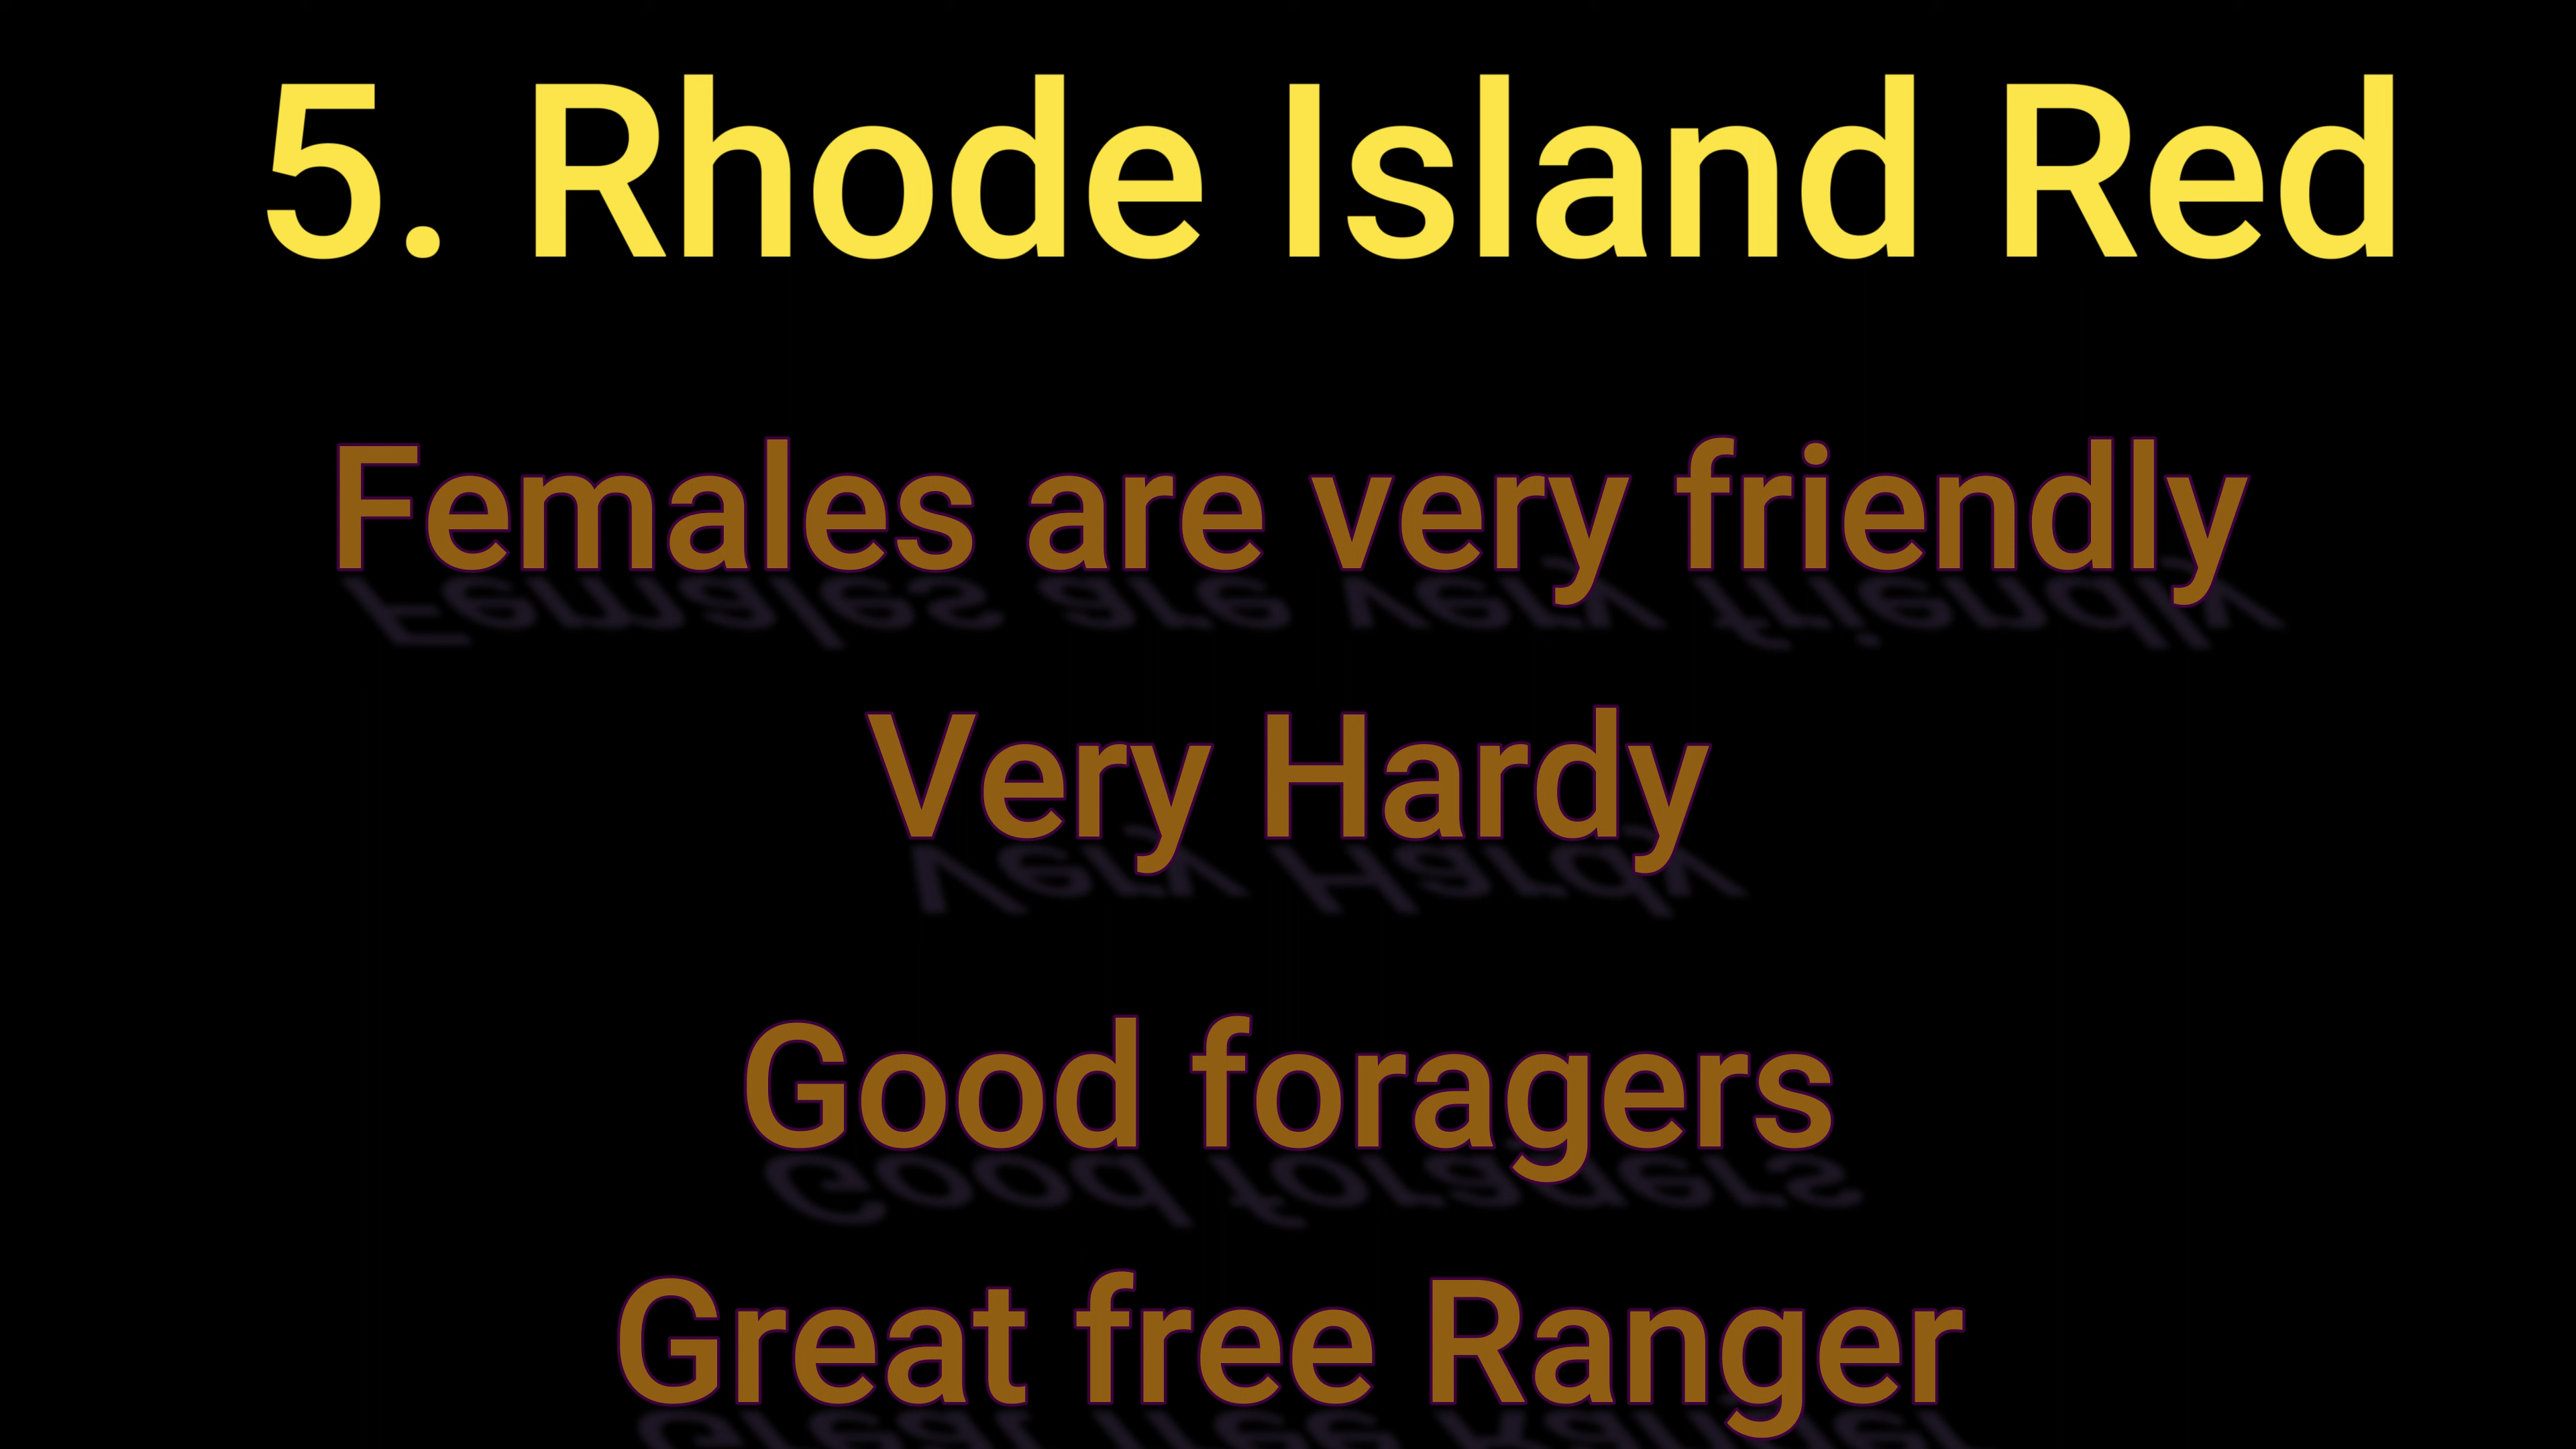 5. Rhode Island Red
Females are very friendly
Very Hardy
Good foragers
Great free Ranger